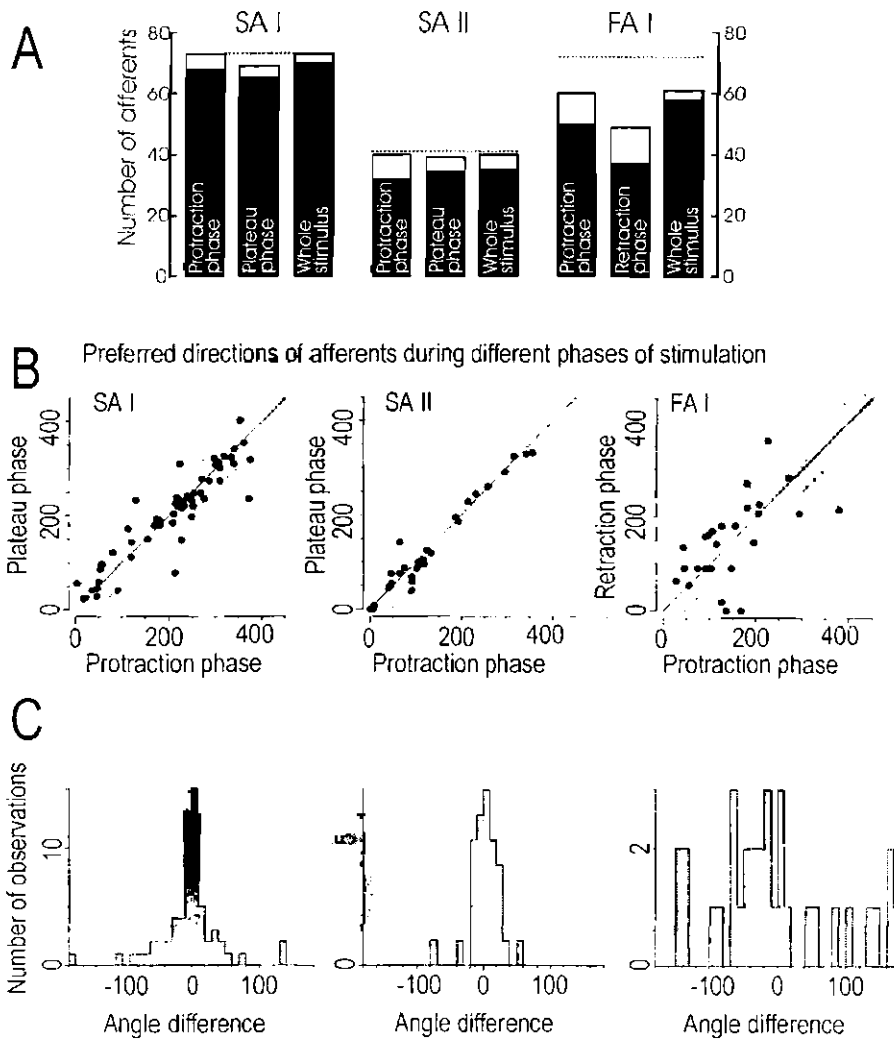 A
SA I SA II FA I
80 80
60 60
40 40
20 20
0 0
Number of afferents
Protraction phase
Plateau phase
Whole stimulus
Protraction phase
Plateau phase
Whole stimulus
Protraction phase
Retraction phase
Whole stimulus
Preferred directions of afferents during different phases of stimulation
B
SA I SA II FA I
Plateau phase
400
200
0
0 200 400
Protraction phase
Plateau phase
400
200
0
0 200 400
Protraction phase
Retraction phase
400
200
0
0 200 400
Protraction phase
C
Number of observations
10
0
-100 0 100
Angle difference
5
0
-100 0 100
Angle difference
2
0
-100 0 100
Angle difference